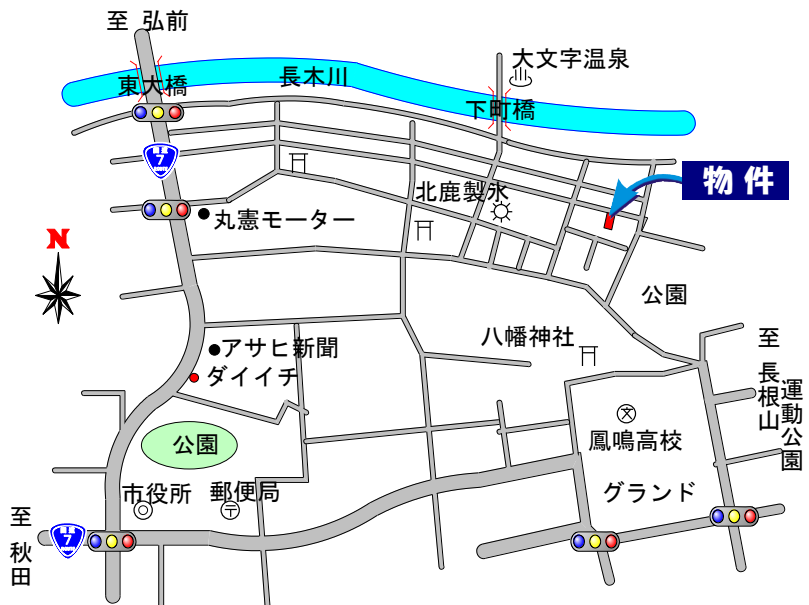 至 弘前
大文字温泉
東大橋
長木川
下町橋
7
物件
北鹿製氷
丸憲モーター
N
公園
八幡神社
至 長根山
運動公園
アサヒ新聞
ダイイチ
公園
鳳鳴高校
文
グランド
市役所
郵便局
至 秋田
7